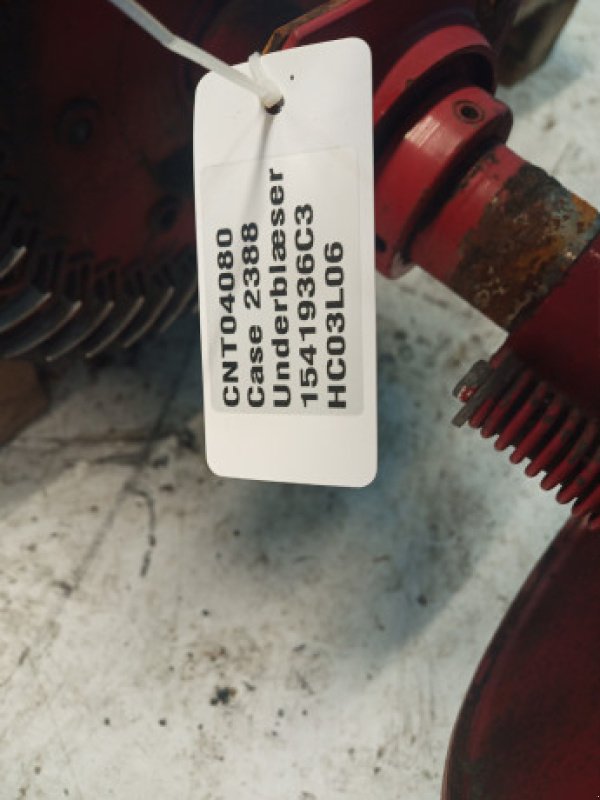 CNT04080
Case 2388
Underblæser
1541936C3
HC03L06